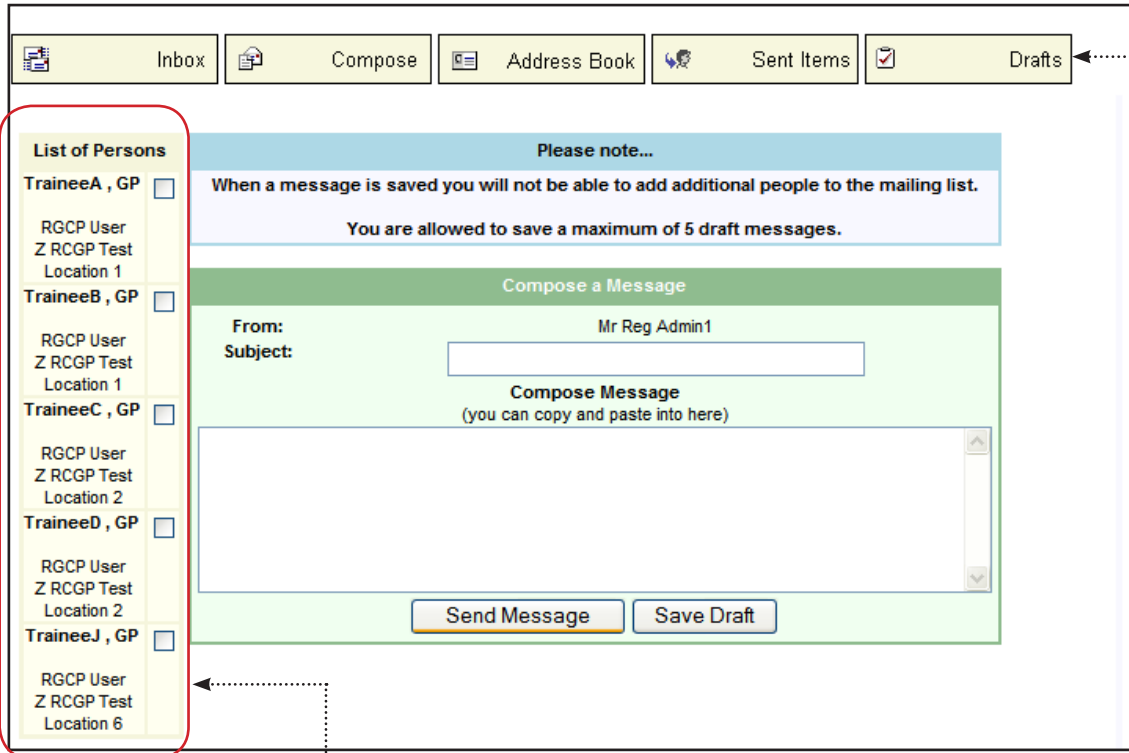 Inbox
Compose
Address Book
Sent Items
Drafts
List of Persons
TraineeA , GP
RGCP User
Z RCGP Test
Location 1
TraineeB , GP
RGCP User
Z RCGP Test
Location 1
TraineeC , GP
RGCP User
Z RCGP Test
Location 2
TraineeD , GP
RGCP User
Z RCGP Test
Location 2
TraineeJ , GP
RGCP User
Z RCGP Test
Location 6
Please note...
When a message is saved you will not be able to add additional people to the mailing list.
You are allowed to save a maximum of 5 draft messages.
Compose a Message
From: Mr Reg Admin1
Subject:
Compose Message
(you can copy and paste into here)
Send Message Save Draft